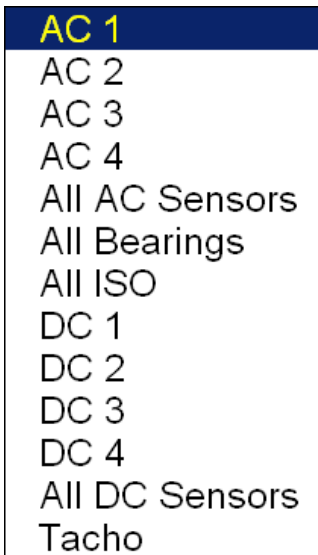 AC 1
AC 2
AC 3
AC 4
All AC Sensors
All Bearings
All ISO
DC 1
DC 2
DC 3
DC 4
All DC Sensors
Tacho